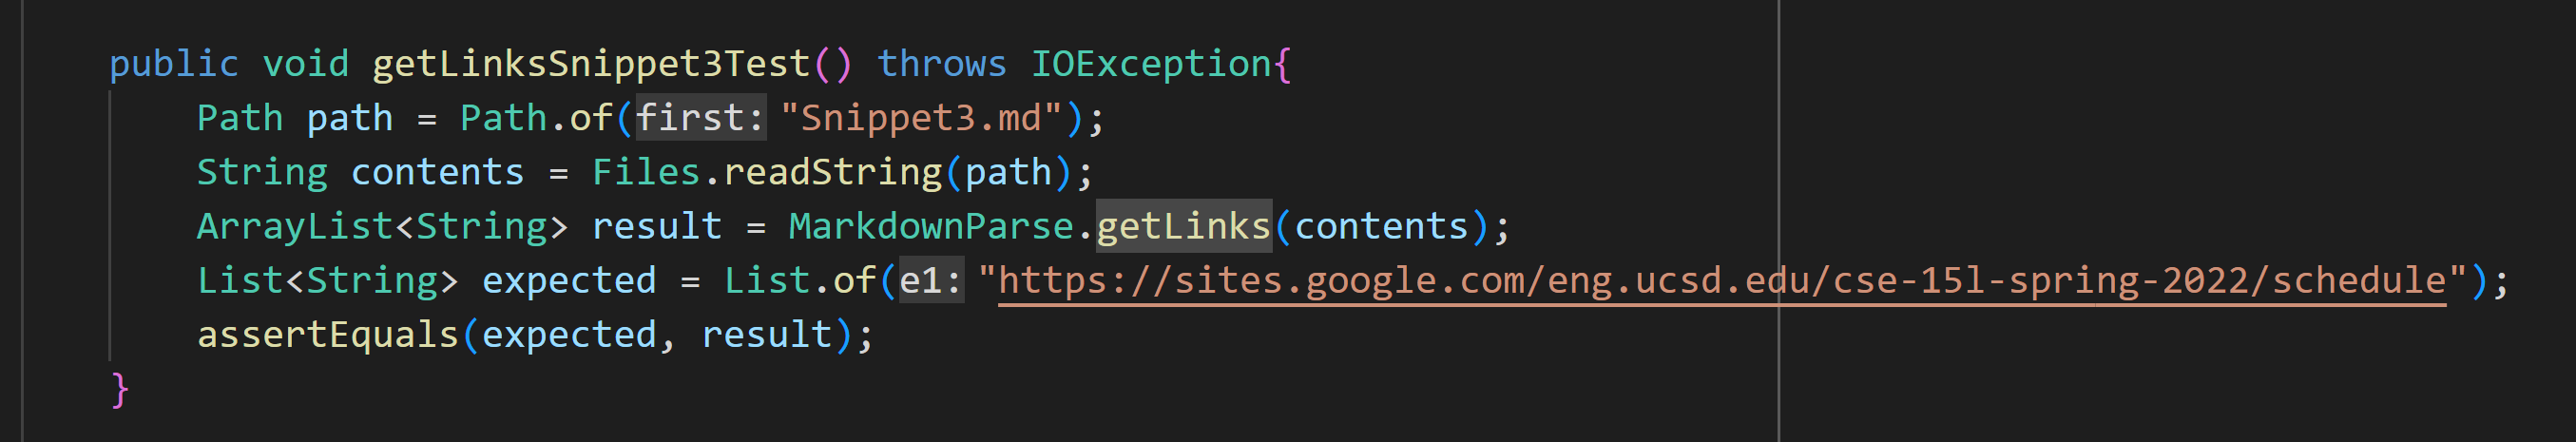 public void getLinksSnippet3Test() throws IOException{
Path path = Path.of(first: "Snippet3.md");
String contents = Files.readString(path);
ArrayList<String> result = MarkdownParse.getLinks(contents);
List<String> expected = List.of(e1: "https://sites.google.com/eng.ucsd.edu/cse-15l-spring-2022/schedule");
assertEquals(expected, result);
}